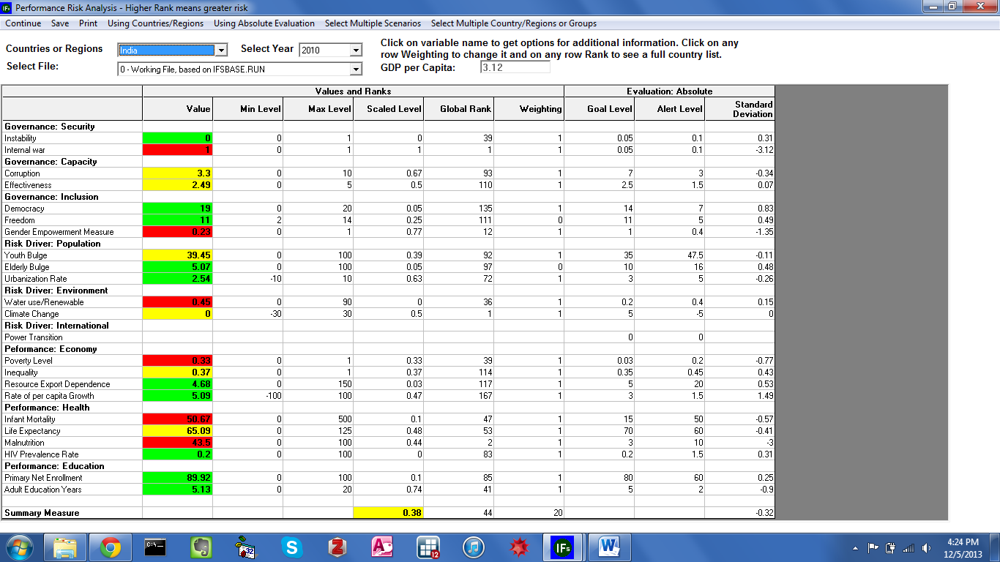 Performance Risk Analysis - Higher Rank means greater risk
Continue Save Print Using Countries/Regions Using Absolute Evaluation Select Multiple Scenarios Select Multiple Country/Regions or Groups
Countries or Regions India Select Year 2010 Click on variable name to get options for additional information. Click on any
row Weighting to change it and on any row Rank to see a full country list.
Select File: 0 - Working File, based on IFSBASE.RUN GDP per Capita: 3.12
Values and Ranks Evaluation: Absolute
Value Min Level Max Level Scaled Level Global Rank Weighting Goal Level Alert Level Standard
Deviation
Governance: Security
Instability 0 0 1 0 39 1 0.05 0.1 0.31
Internal war 1 0 1 1 1 1 0.05 0.1 -3.12
Governance: Capacity
Corruption 3.3 0 10 0.67 93 1 7 3 -0.34
Effectiveness 2.49 0 5 0.5 110 1 2.5 1.5 0.07
Governance: Inclusion
Democracy 19 0 20 0.05 135 1 14 7 0.83
Freedom 11 2 14 0.25 111 0 11 5 0.49
Gender Empowerment Measure 0.23 0 1 0.77 12 1 1 0.4 -1.35
Risk Driver: Population
Youth Bulge 39.45 0 100 0.39 92 1 35 47.5 -0.11
Elderly Bulge 5.07 0 100 0.05 97 0 10 16 0.48
Urbanization Rate 2.54 -10 10 0.63 72 1 3 5 -0.26
Risk Driver: Environment
Water use/Renewable 0.45 0 90 0 36 1 0.2 0.4 0.15
Climate Change 0 -30 30 0.5 1 1 5 -5 0
Risk Driver: International
Power Transition 0 0
Peformance: Economy
Poverty Level 0.33 0 1 0.33 39 1 0.03 0.2 -0.77
Inequality 0.37 0 1 0.37 114 1 0.35 0.45 0.43
Resource Export Dependence 4.68 0 150 0.03 117 1 5 20 0.53
Rate of per capita Growth 5.09 -100 100 0.47 167 1 3 1.5 1.49
Performance: Health
Infant Mortality 50.67 0 500 0.1 47 1 15 50 -0.57
Life Expectancy 65.09 0 125 0.48 53 1 70 60 -0.41
Malnutrition 43.5 0 100 0.44 2 1 3 10 -3
HIV Prevalence Rate 0.2 0 100 0 83 1 0.2 1.5 0.31
Performance: Education
Primary Net Enrollment 89.92 0 100 0.1 85 1 80 60 0.25
Adult Education Years 5.13 0 20 0.74 41 1 5 2 -0.9
Summary Measure 0.38 44 20 -0.32
4:24 PM
12/5/2013